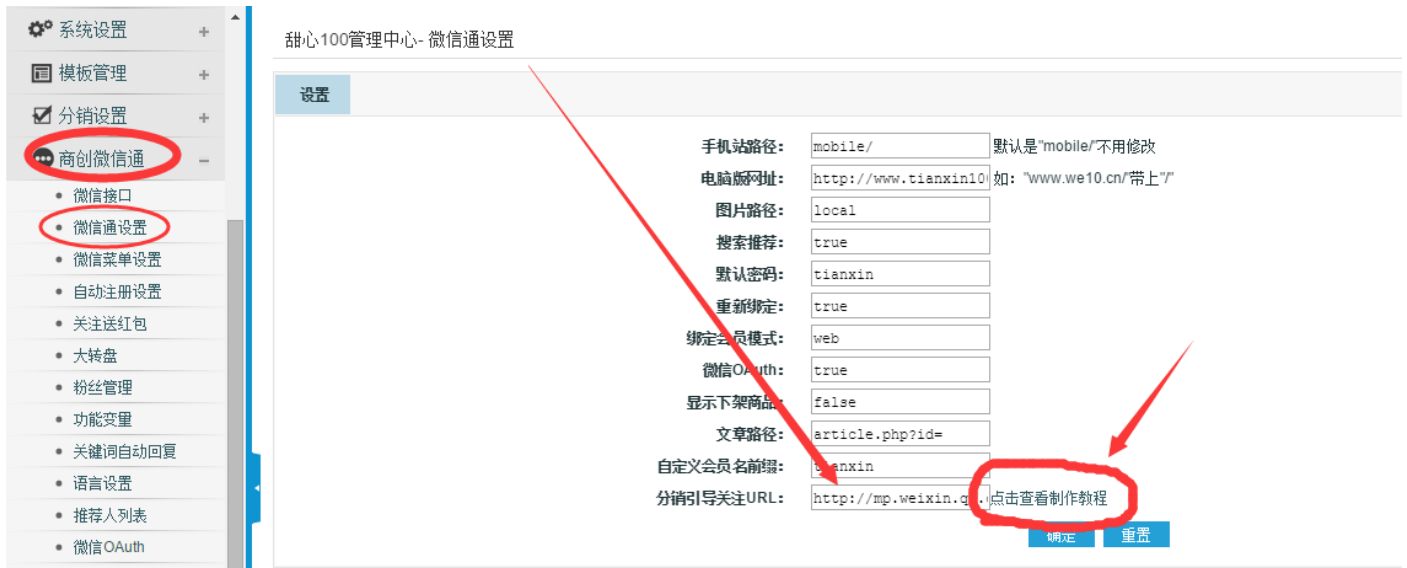 系统设置 +
模板管理 +
分销设置 +
商创微信通 −
微信接口
微信通设置
微信菜单设置
自动注册设置
关注送红包
大转盘
粉丝管理
功能变量
关键词自动回复
语言设置
推荐人列表
微信OAuth
甜心100管理中心- 微信通设置
设置
手机站路径: mobile/ 默认是"mobile/"不用修改
电脑版网址: http://www.tianxin10 如: "www.we10.cn/"带上"/"
图片路径: local
搜索推荐: true
默认密码: tianxin
重新绑定: true
绑定会员模式: web
微信OAuth: true
显示下架商品: false
文章路径: article.php?id=
自定义会员名前缀: tianxin
分销引导关注URL: http://mp.weixin.qq. 点击查看制作教程
确定 重置